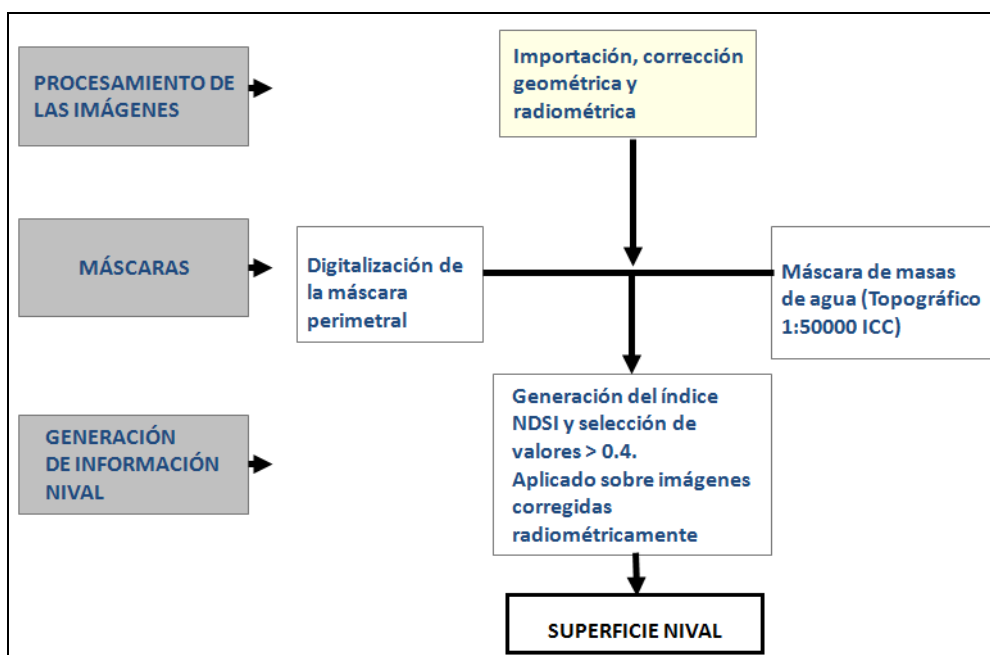 PROCESAMIENTO DE
LAS IMÁGENES
Importación, corrección
geométrica y
radiométrica
MÁSCARAS
Digitalización de
la máscara
perimetral
Máscara de masas
de agua (Topográfico
1:50000 ICC)
GENERACIÓN
DE INFORMACIÓN
NIVAL
Generación del índice
NDSI y selección de
valores > 0.4.
Aplicado sobre imágenes
corregidas
radiométricamente
SUPERFICIE NIVAL